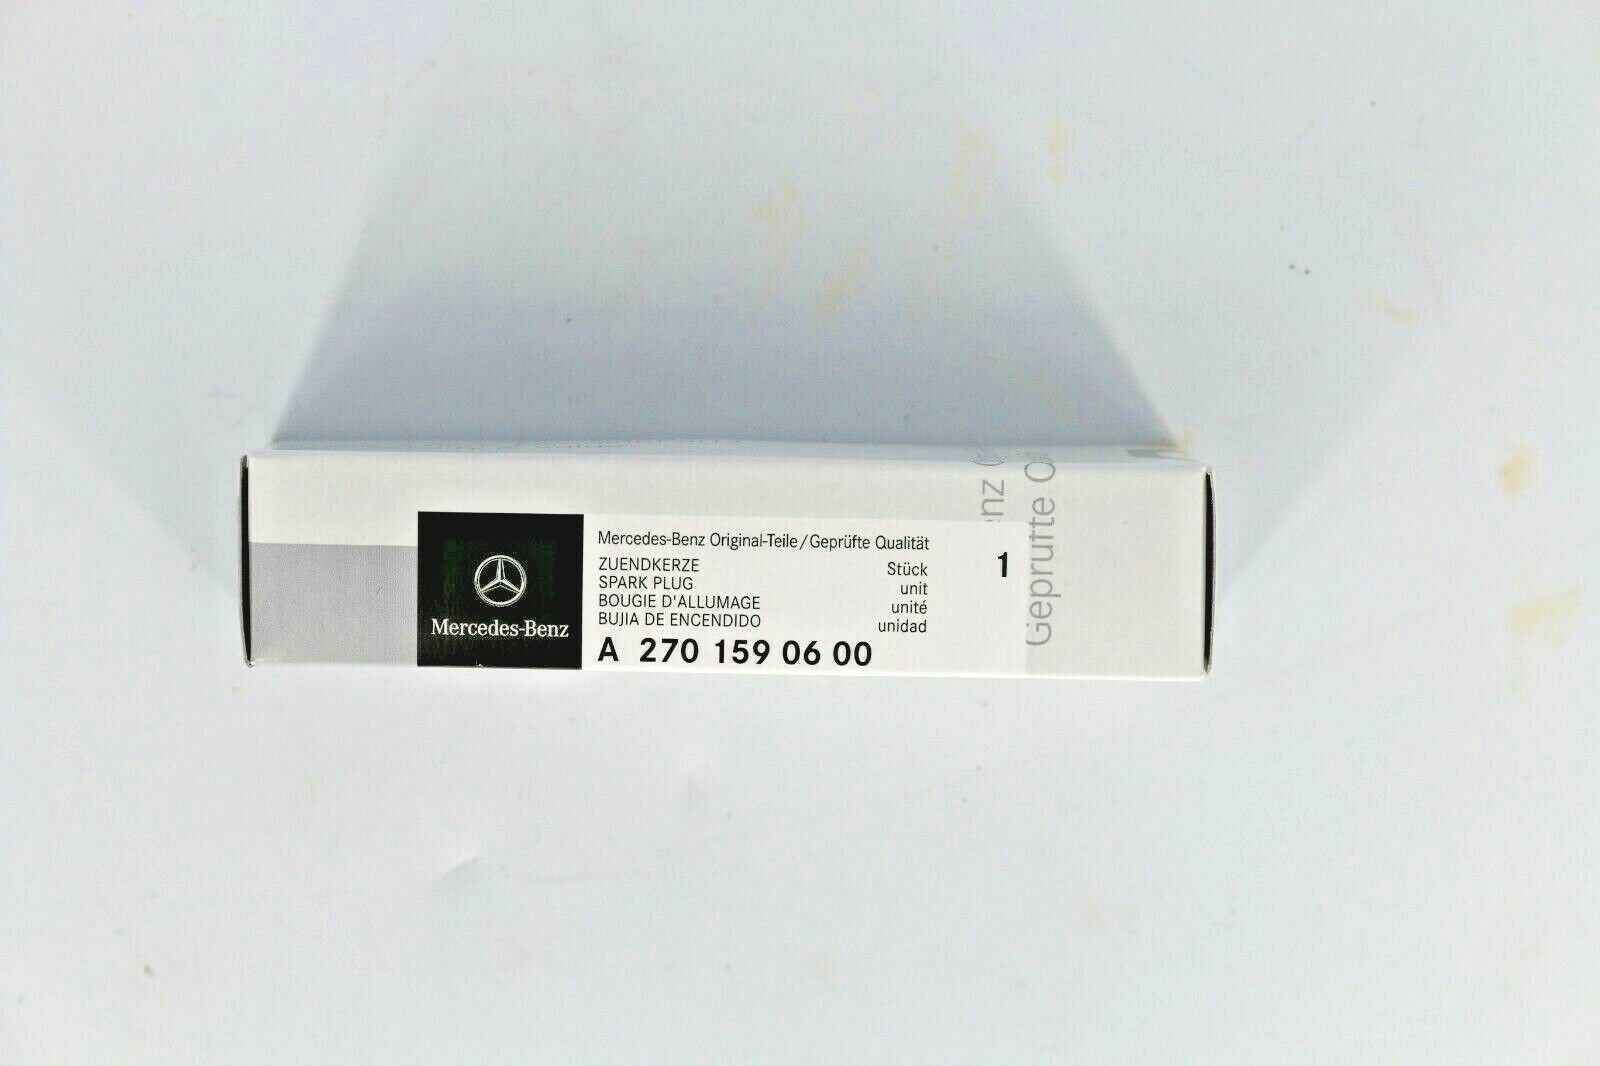 Mercedes-Benz
Mercedes-Benz Original-Teile/Geprüfte Qualität
ZUENDKERZE Stück 1
SPARK PLUG unit
BOUGIE D'ALLUMAGE unité
BUJIA DE ENCENDIDO unidad
A 270 159 06 00
Geprüfte